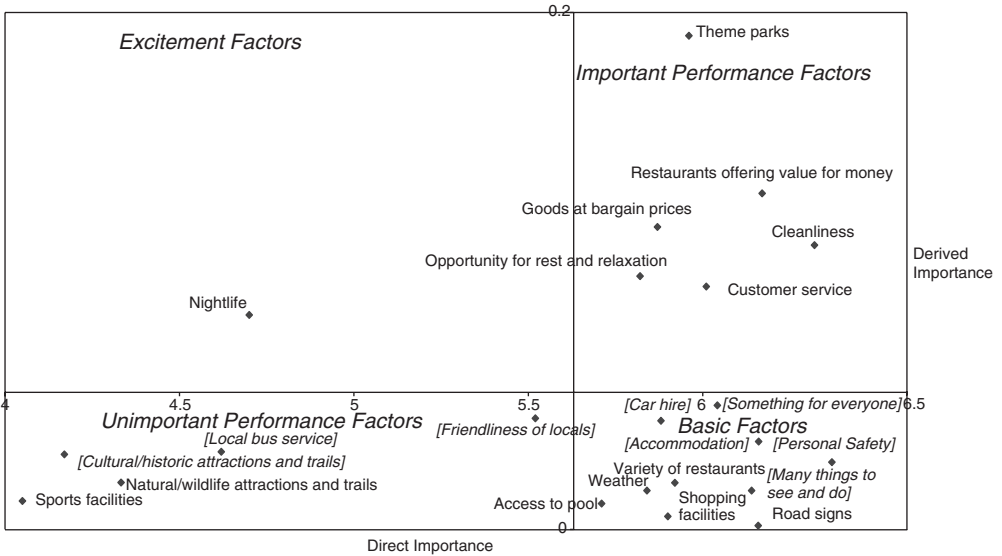 0.2
Theme parks
Excitement Factors
Important Performance Factors
Restaurants offering value for money
Goods at bargain prices
Cleanliness
Derived
Importance
Opportunity for rest and relaxation
Customer service
Nightlife
4
4.5
5
5.5
6
6.5
[Car hire]
[Something for everyone]
Unimportant Performance Factors
Basic Factors
[Friendliness of locals]
[Local bus service]
[Accommodation]
[Personal Safety]
[Cultural/historic attractions and trails]
Variety of restaurants
[Many things to
see and do]
Natural/wildlife attractions and trails
Weather
Sports facilities
Access to pool
Shopping
facilities
Road signs
0
Direct Importance